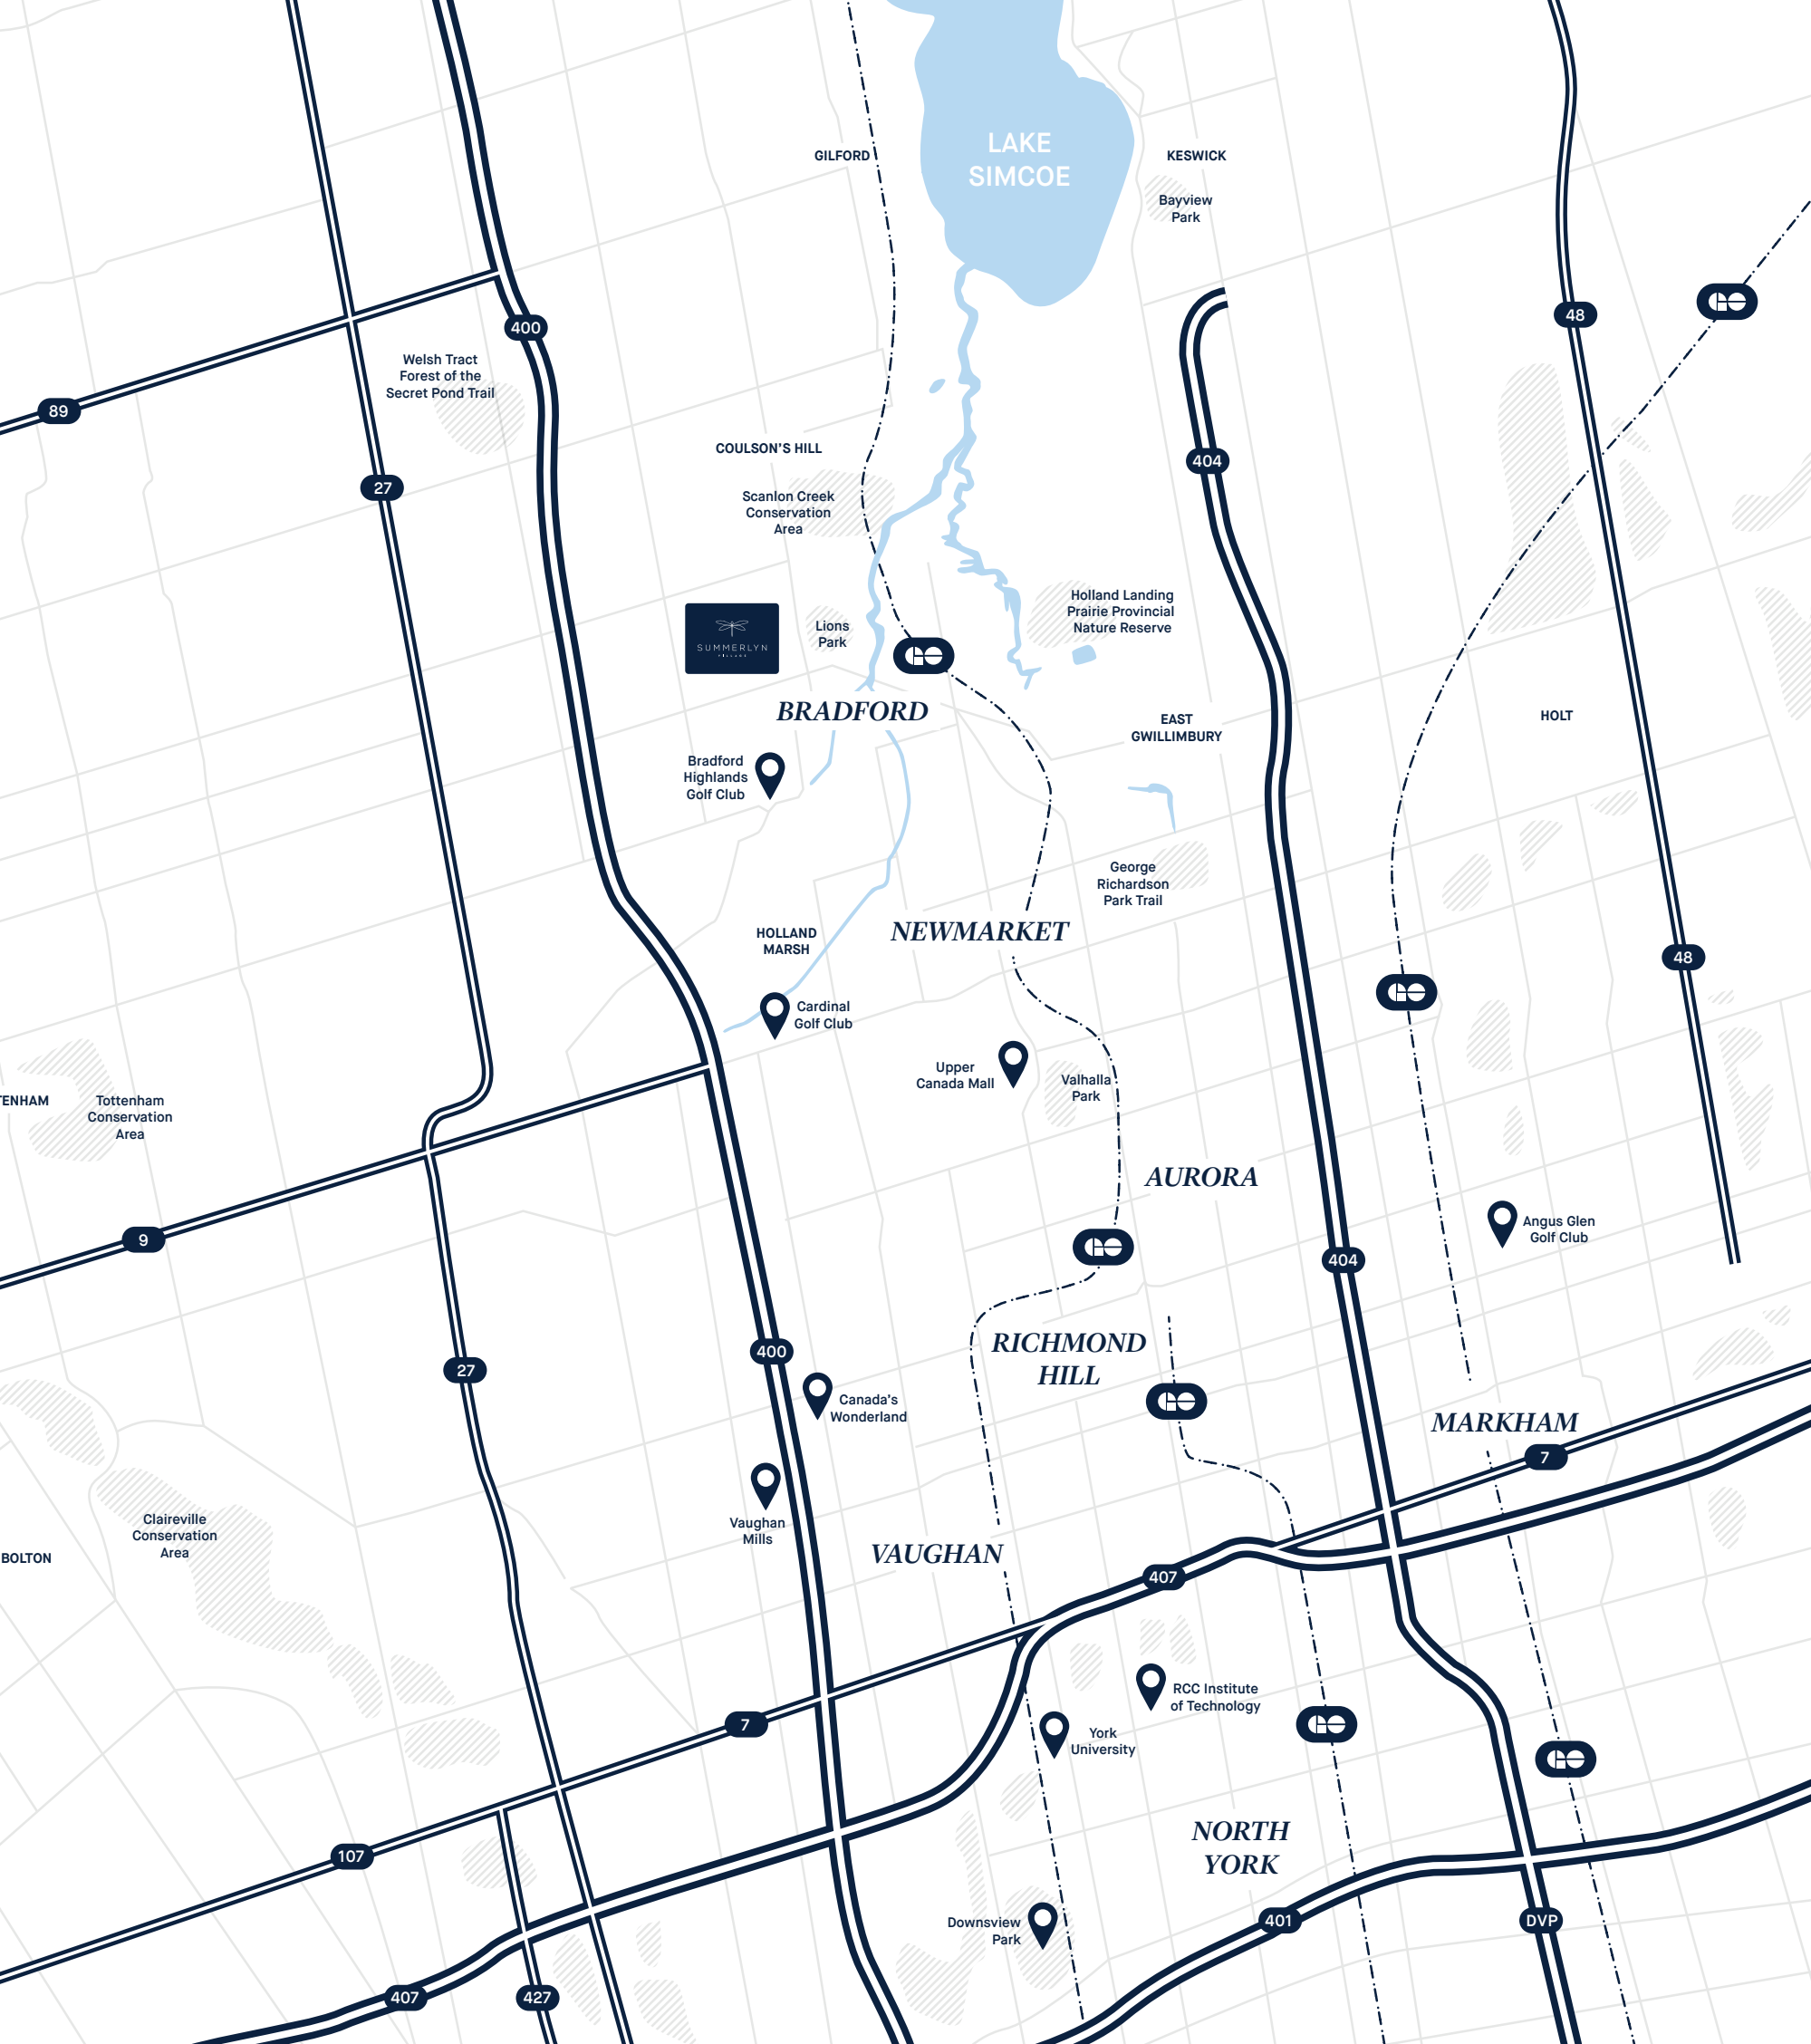 LAKE
SIMCOE
GILFORD
KESWICK
Bayview
Park
48
400
Welsh Tract
Forest of the
Secret Pond Trail
89
27
COULSON'S HILL
404
Scanlon Creek
Conservation
Area
Holland Landing
Prairie Provincial
Nature Reserve
Lions
Park
SUMMERLYN
VILLAGE
GO
BRADFORD
EAST
GWILLIMBURY
HOLT
Bradford
Highlands
Golf Club
George
Richardson
Park Trail
NEWMARKET
HOLLAND
MARSH
48
Cardinal
Golf Club
Upper
Canada Mall
Valhalla
Park
TENHAM
Tottenham
Conservation
Area
AURORA
9
Angus Glen
Golf Club
404
RICHMOND
HILL
400
27
Canada's
Wonderland
MARKHAM
7
Vaughan
Mills
Claireville
Conservation
Area
BOLTON
VAUGHAN
407
RCC Institute
of Technology
7
York
University
NORTH
YORK
107
Downsview
Park
401
DVP
407
427